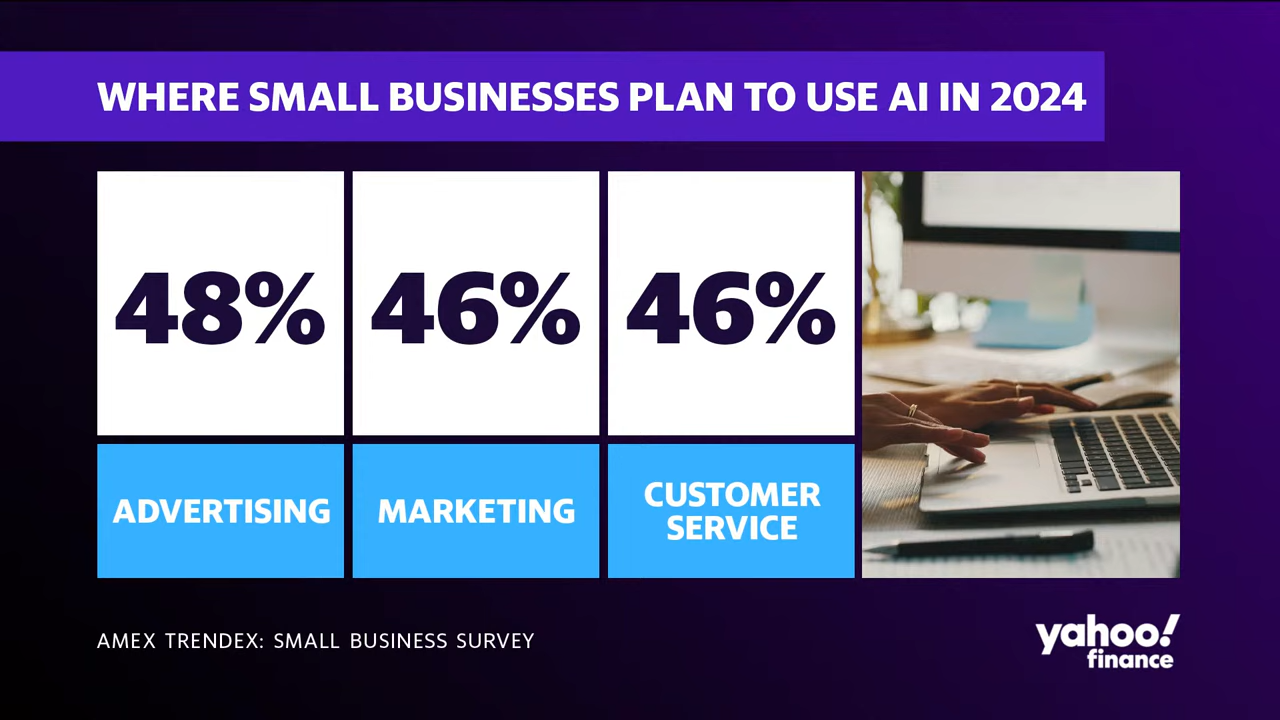 WHERE SMALL BUSINESSES PLAN TO USE AI IN 2024
48%
46%
46%
ADVERTISING
MARKETING
CUSTOMER
SERVICE
AMEX TRENDEX: SMALL BUSINESS SURVEY
yahoo!
finance